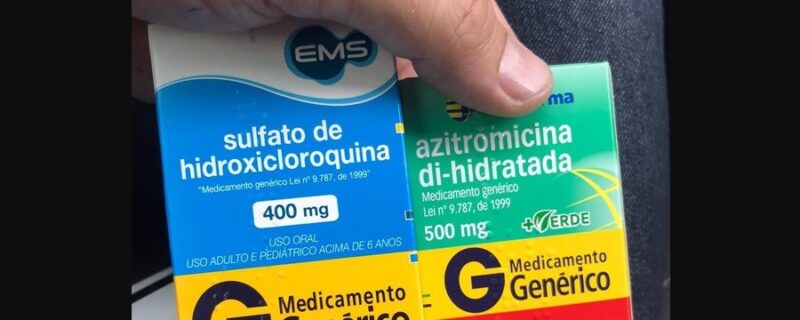 EMS
sulfato de
hidroxicloroquina
"Medicamento genérico Lei nº 9.787, de 1999"
400 mg
USO ORAL
USO ADULTO E PEDIÁTRICO ACIMA DE 6 ANOS
G Medicamento
Genérico
azitromicina
di-hidratada
Medicamento genérico
Lei nº 9.787, de 1999
500 mg
+VERDE
G Medicamento
Genérico